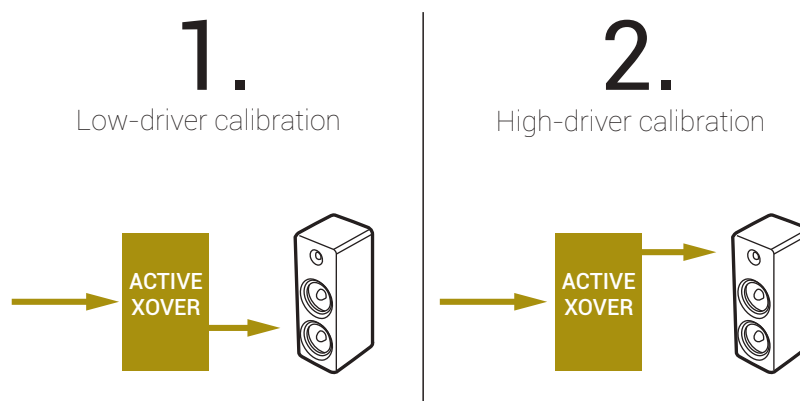 1.
Low-driver calibration
ACTIVE
XOVER
2.
High-driver calibration
ACTIVE
XOVER